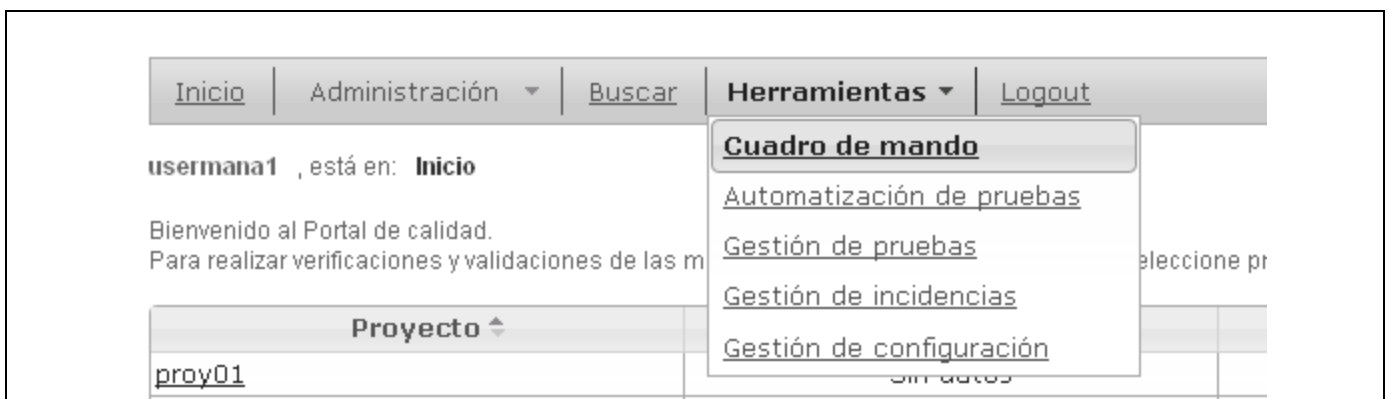 Inicio Administración Buscar Herramientas Logout
Cuadro de mando
usermana1 , está en: Inicio
Automatización de pruebas
Bienvenido al Portal de calidad.
Gestión de pruebas
Para realizar verificaciones y validaciones de las m eleccione pr
Gestión de incidencias
Proyecto
Gestión de configuración
proy01